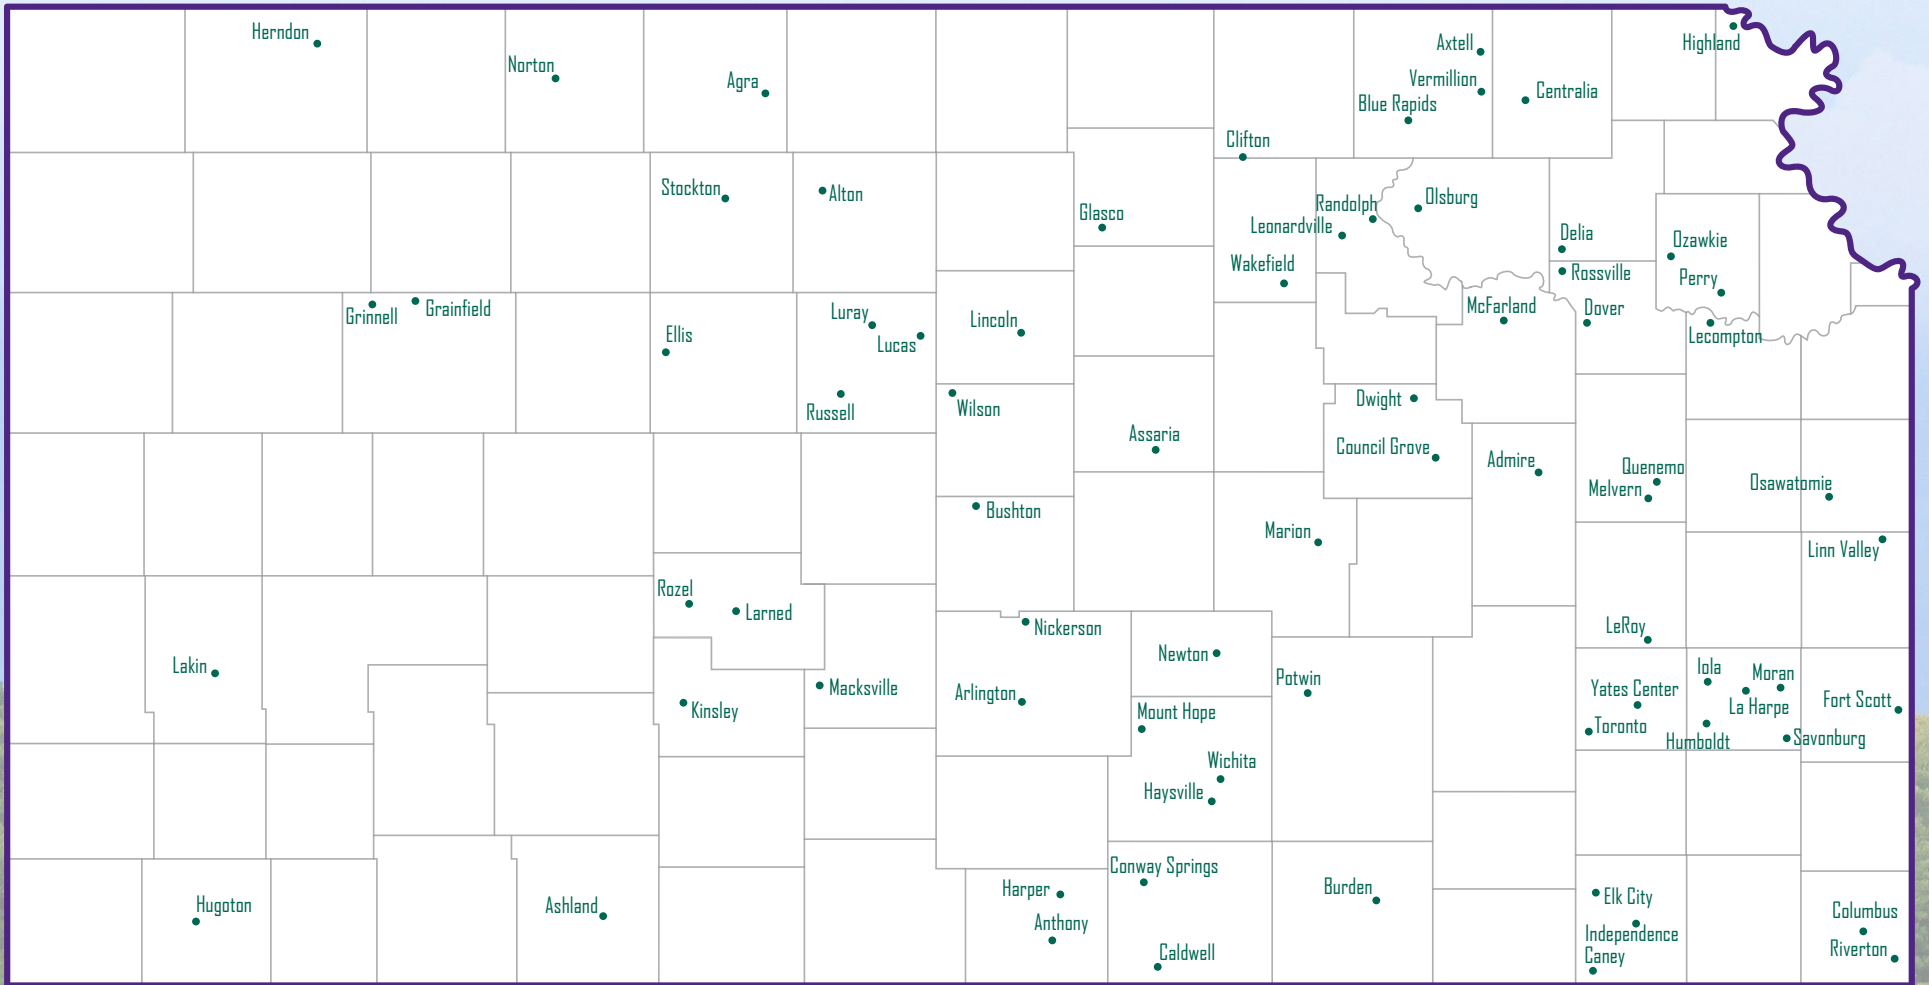 Herndon
Norton
Agra
Axtell
Vermillion
Blue Rapids
Centralia
Highland
Clifton
Stockton
Alton
Glasco
Randolph
Leonardville
Olsburg
Wakefield
Delia
Rossville
Ozawkie
Perry
Grinnell
Grainfield
Ellis
Luray
Lucas
Russell
Lincoln
Wilson
McFarland
Dover
Lecompton
Dwight
Council Grove
Assaria
Admire
Quenemo
Melvern
Osawatomie
Bushton
Marion
Linn Valley
Rozel
Larned
Nickerson
Newton
LeRoy
Lakin
Kinsley
Macksville
Arlington
Potwin
Mount Hope
Wichita
Haysville
Yates Center
Toronto
Iola
Moran
La Harpe
Humboldt
Savonburg
Fort Scott
Hugoton
Ashland
Harper
Anthony
Conway Springs
Caldwell
Burden
Elk City
Independence
Caney
Columbus
Riverton